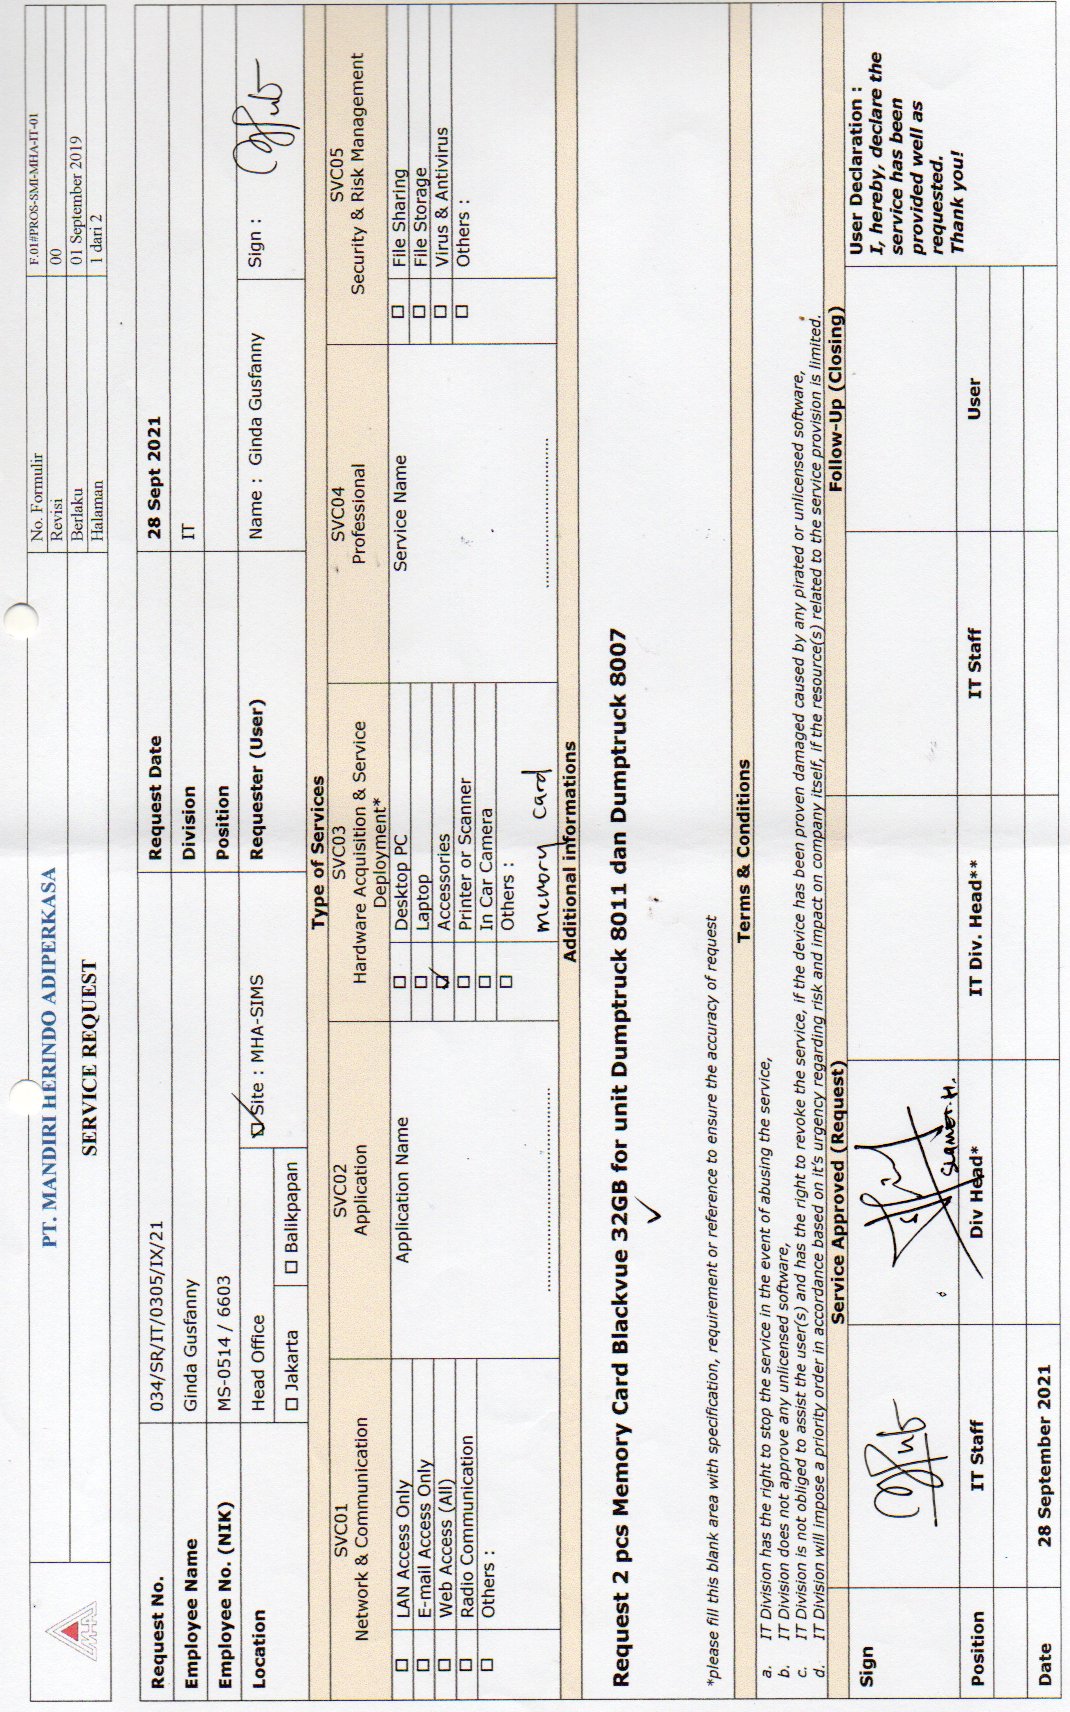 MHA
PT. MANDIRI HERINDO ADIPERKASA
SERVICE REQUEST
No. Formulir F.01#PROS-SMI-MHA-IT-01
Revisi 00
Berlaku 01 September 2019
Halaman 1 dari 2
Request No. 034/SR/IT/0305/IX/21 Request Date 28 Sept 2021
Employee Name Ginda Gusfanny Division IT
Employee No. (NIK) MS-0514 / 6603 Position
Location Head Office ☑ Site : MHA-SIMS Requester (User) Name : Ginda Gusfanny Sign :
☐ Jakarta ☐ Balikpapan
Type of Services
SVC01 SVC02 SVC03 SVC04 SVC05
Network & Communication Application Hardware Acquisition & Service Deployment* Professional Security & Risk Management
☐ LAN Access Only Application Name ☐ Desktop PC Service Name ☐ File Sharing
☐ E-mail Access Only ☐ Laptop ☐ File Storage
☐ Web Access (All) ☑ Accessories ☐ Virus & Antivirus
☐ Radio Communication ☐ Printer or Scanner ☐ Others :
☐ Others : ☐ In Car Camera
☐ Others :
memory card
Additional informations
Request 2 pcs Memory Card Blackvue 32GB for unit Dumptruck 8011 dan Dumptruck 8007
*please fill this blank area with specification, requirement or reference to ensure the accuracy of request
Terms & Conditions
a. IT Division has the right to stop the service in the event of abusing the service,
b. IT Division does not approve any unlicensed software,
c. IT Division is not obliged to assist the user(s) and has the right to revoke the service, if the device has been proven damaged caused by any pirated or unlicensed software,
d. IT Division will impose a priority order in accordance based on it's urgency regarding risk and impact on company itself, if the resource(s) related to the service provision is limited.
Service Approved (Request) Follow-Up (Closing)
Sign
Slamet.H.
User Declaration :
I, hereby, declare the
service has been
provided well as
requested.
Thank you!
Position IT Staff Div Head* IT Div. Head** IT Staff User
Date 28 September 2021